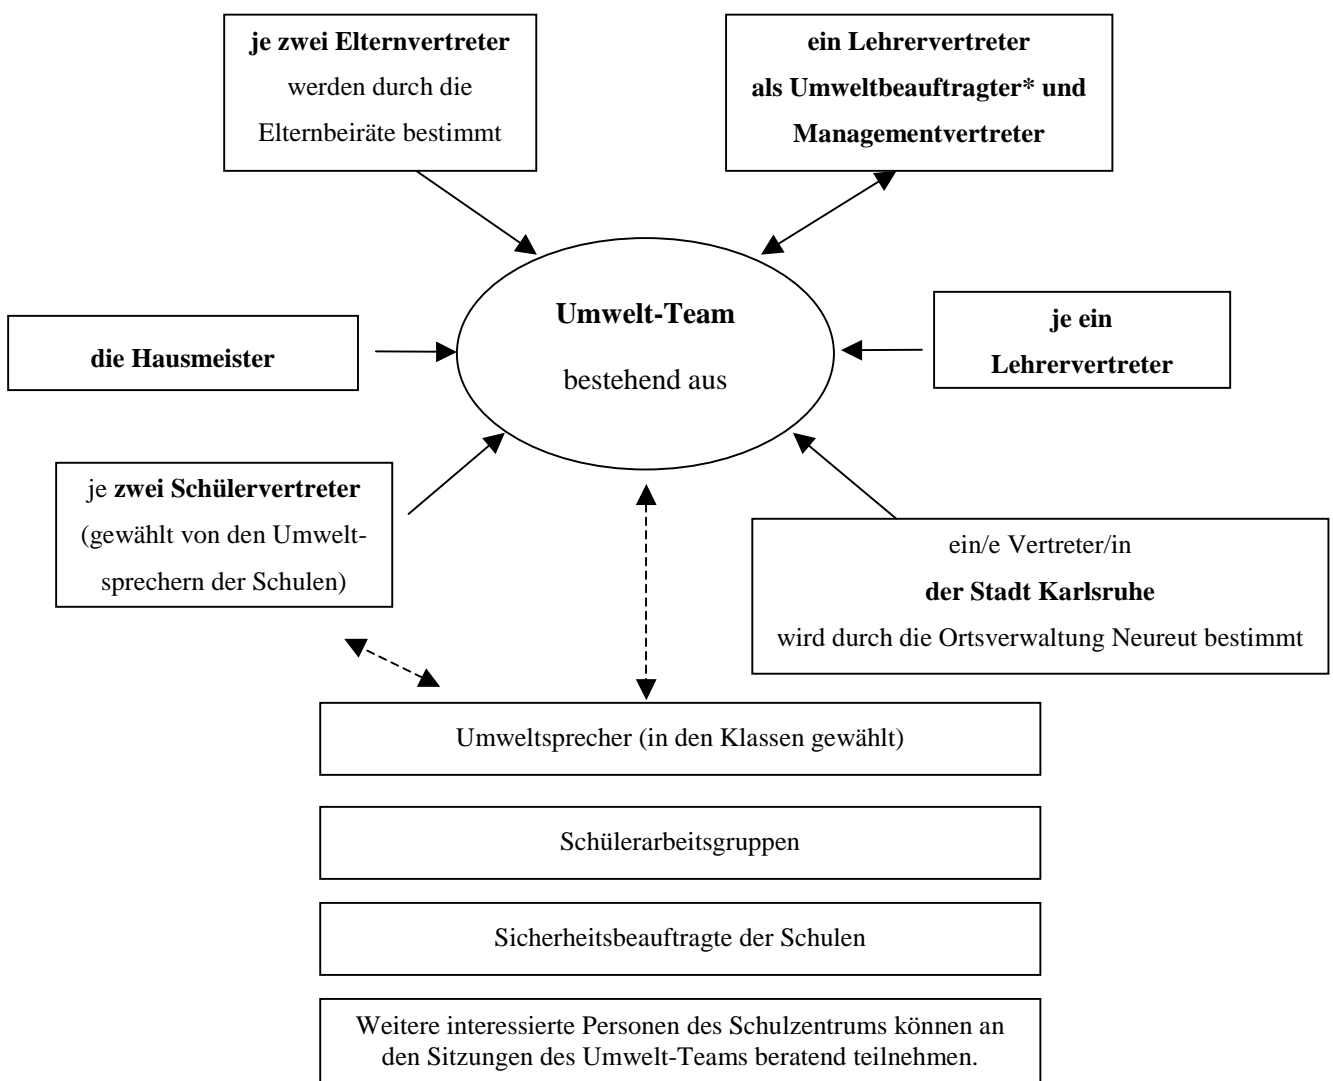 je zwei Elternvertreter
werden durch die
Elternbeiräte bestimmt
ein Lehrervertreter
als Umweltbeauftragter* und
Managementvertreter
Umwelt-Team
bestehend aus
die Hausmeister
je ein
Lehrervertreter
je zwei Schülervertreter
(gewählt von den Umwelt-
sprechern der Schulen)
ein/e Vertreter/in
der Stadt Karlsruhe
wird durch die Ortsverwaltung Neureut bestimmt
Umweltsprecher (in den Klassen gewählt)
Schülerarbeitsgruppen
Sicherheitsbeauftragte der Schulen
Weitere interessierte Personen des Schulzentrums können an
den Sitzungen des Umwelt-Teams beratend teilnehmen.